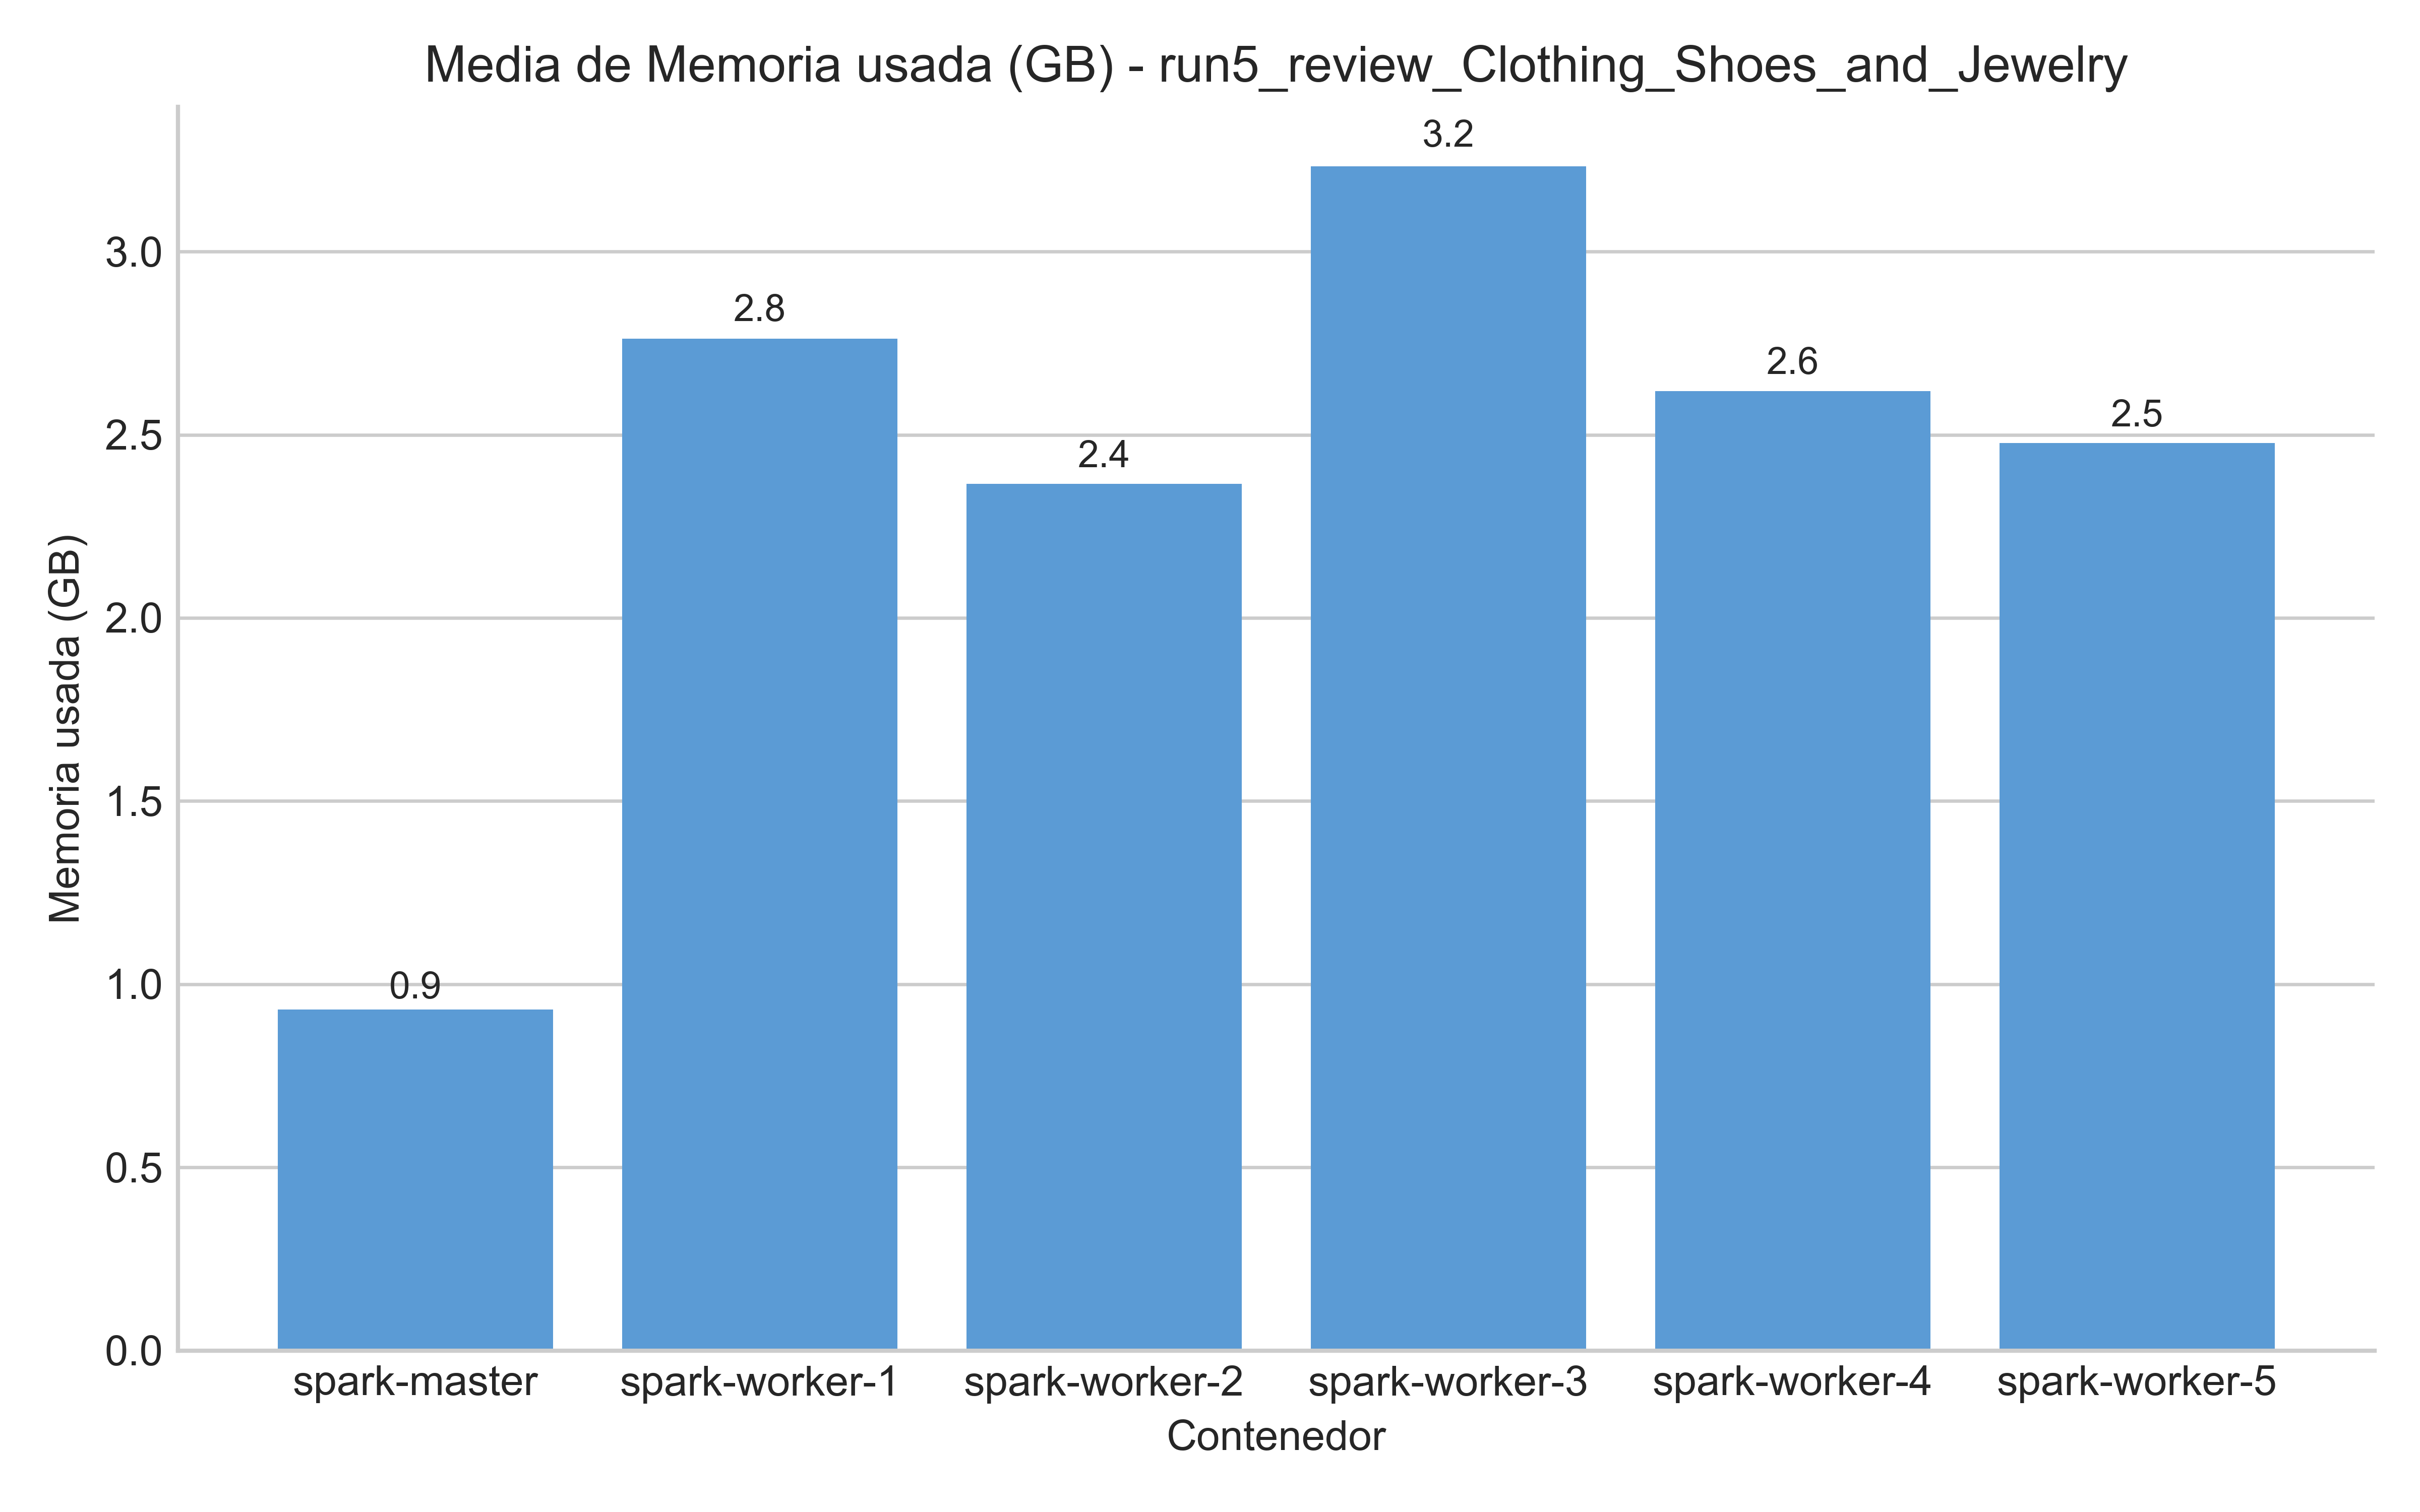 Media de Memoria usada (GB) - run5_review_Clothing_Shoes_and_Jewelry
Memoria usada (GB)
3.0
2.5
2.0
1.5
1.0
0.5
0.0
0.9
2.8
2.4
3.2
2.6
2.5
spark-master
spark-worker-1
spark-worker-2
spark-worker-3
spark-worker-4
spark-worker-5
Contenedor